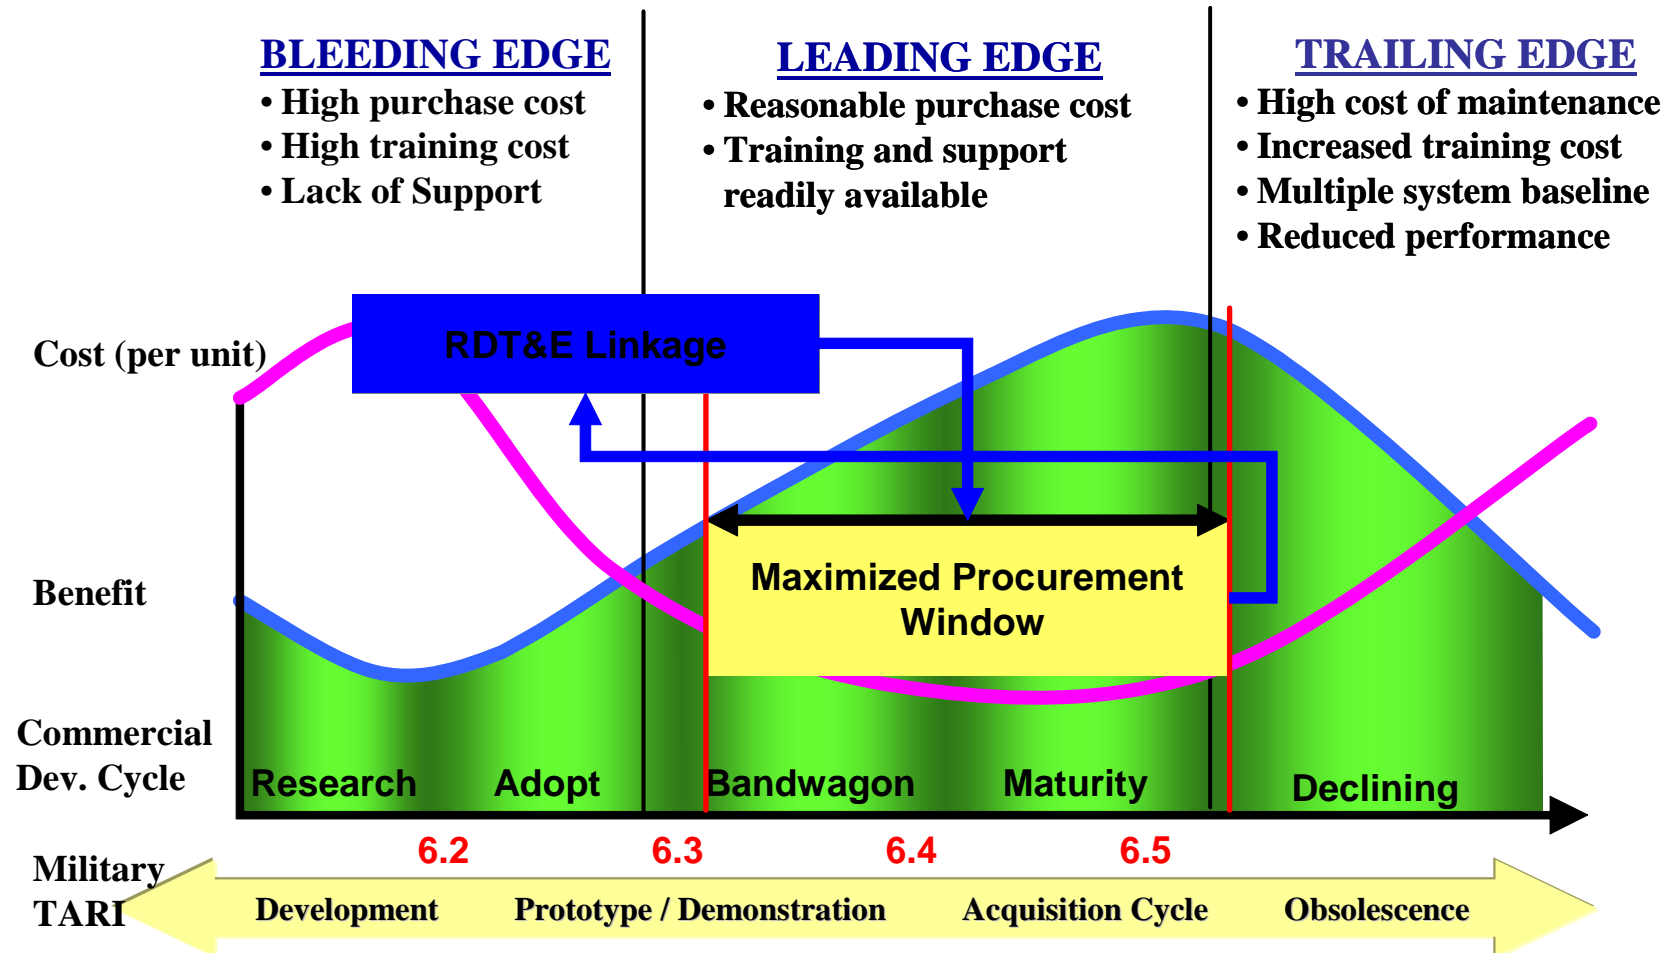 BLEEDING EDGE
• High purchase cost
• High training cost
• Lack of Support
LEADING EDGE
• Reasonable purchase cost
• Training and support
readily available
TRAILING EDGE
• High cost of maintenance
• Increased training cost
• Multiple system baseline
• Reduced performance
Cost (per unit)
RDT&E Linkage
Benefit
Maximized Procurement
Window
Commercial
Dev. Cycle
Research
Adopt
Bandwagon
Maturity
Declining
6.2
6.3
6.4
6.5
Military
TARI
Development
Prototype / Demonstration
Acquisition Cycle
Obsolescence